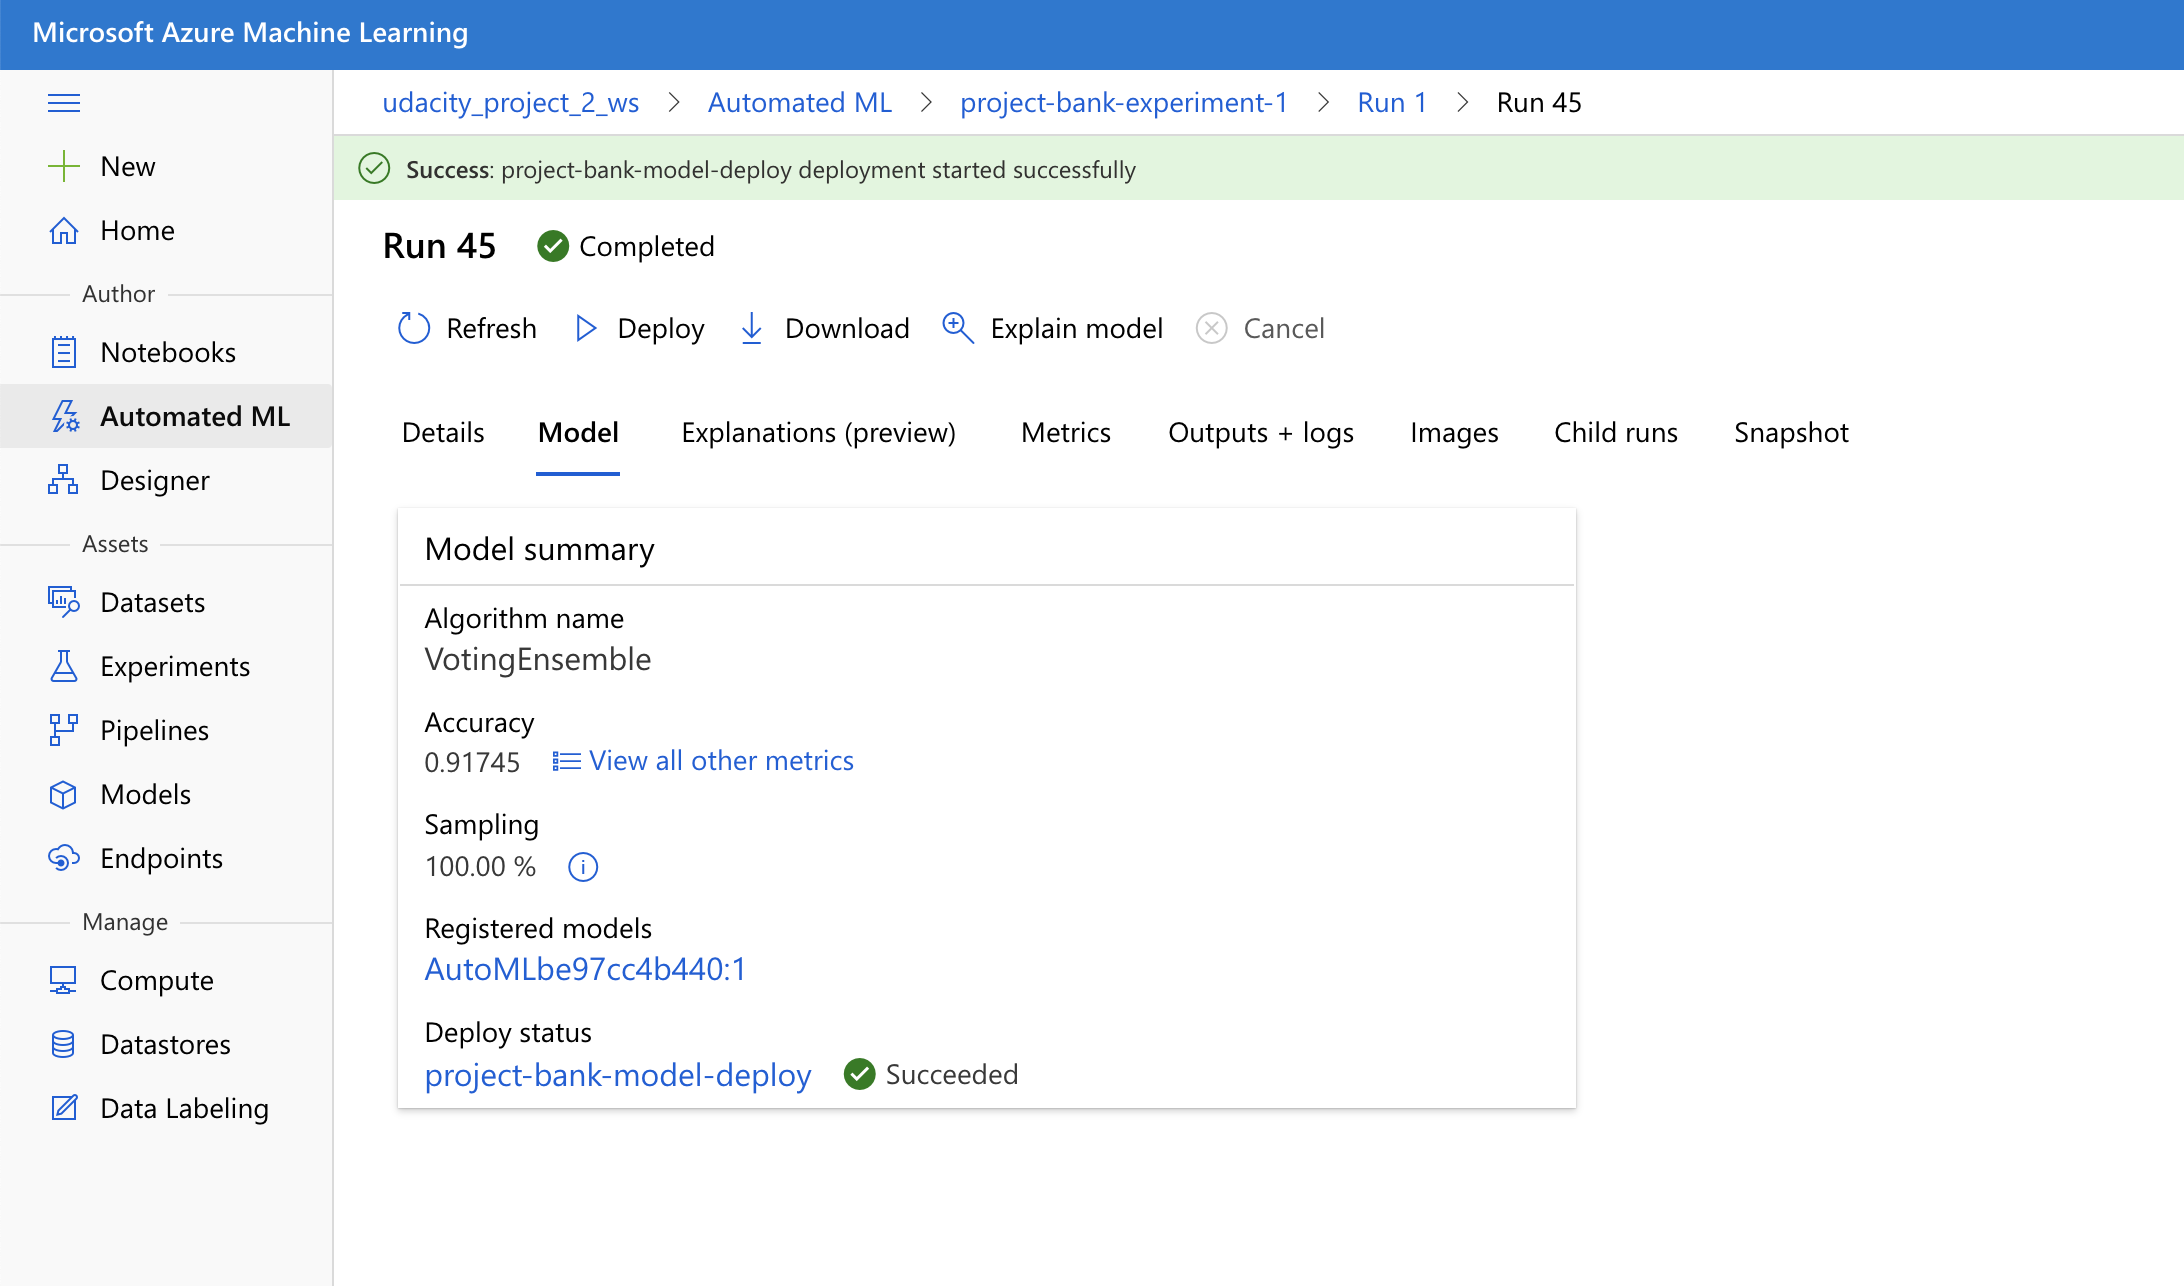 Microsoft Azure Machine Learning
New
Home
Author
Notebooks
Automated ML
Designer
Assets
Datasets
Experiments
Pipelines
Models
Endpoints
Manage
Compute
Datastores
Data Labeling
udacity_project_2_ws > Automated ML > project-bank-experiment-1 > Run 1 > Run 45
Success: project-bank-model-deploy deployment started successfully
Run 45 Completed
Refresh Deploy Download Explain model Cancel
Details Model Explanations (preview) Metrics Outputs + logs Images Child runs Snapshot
Model summary
Algorithm name
VotingEnsemble
Accuracy
0.91745 View all other metrics
Sampling
100.00 %
Registered models
AutoMLbe97cc4b440:1
Deploy status
project-bank-model-deploy Succeeded